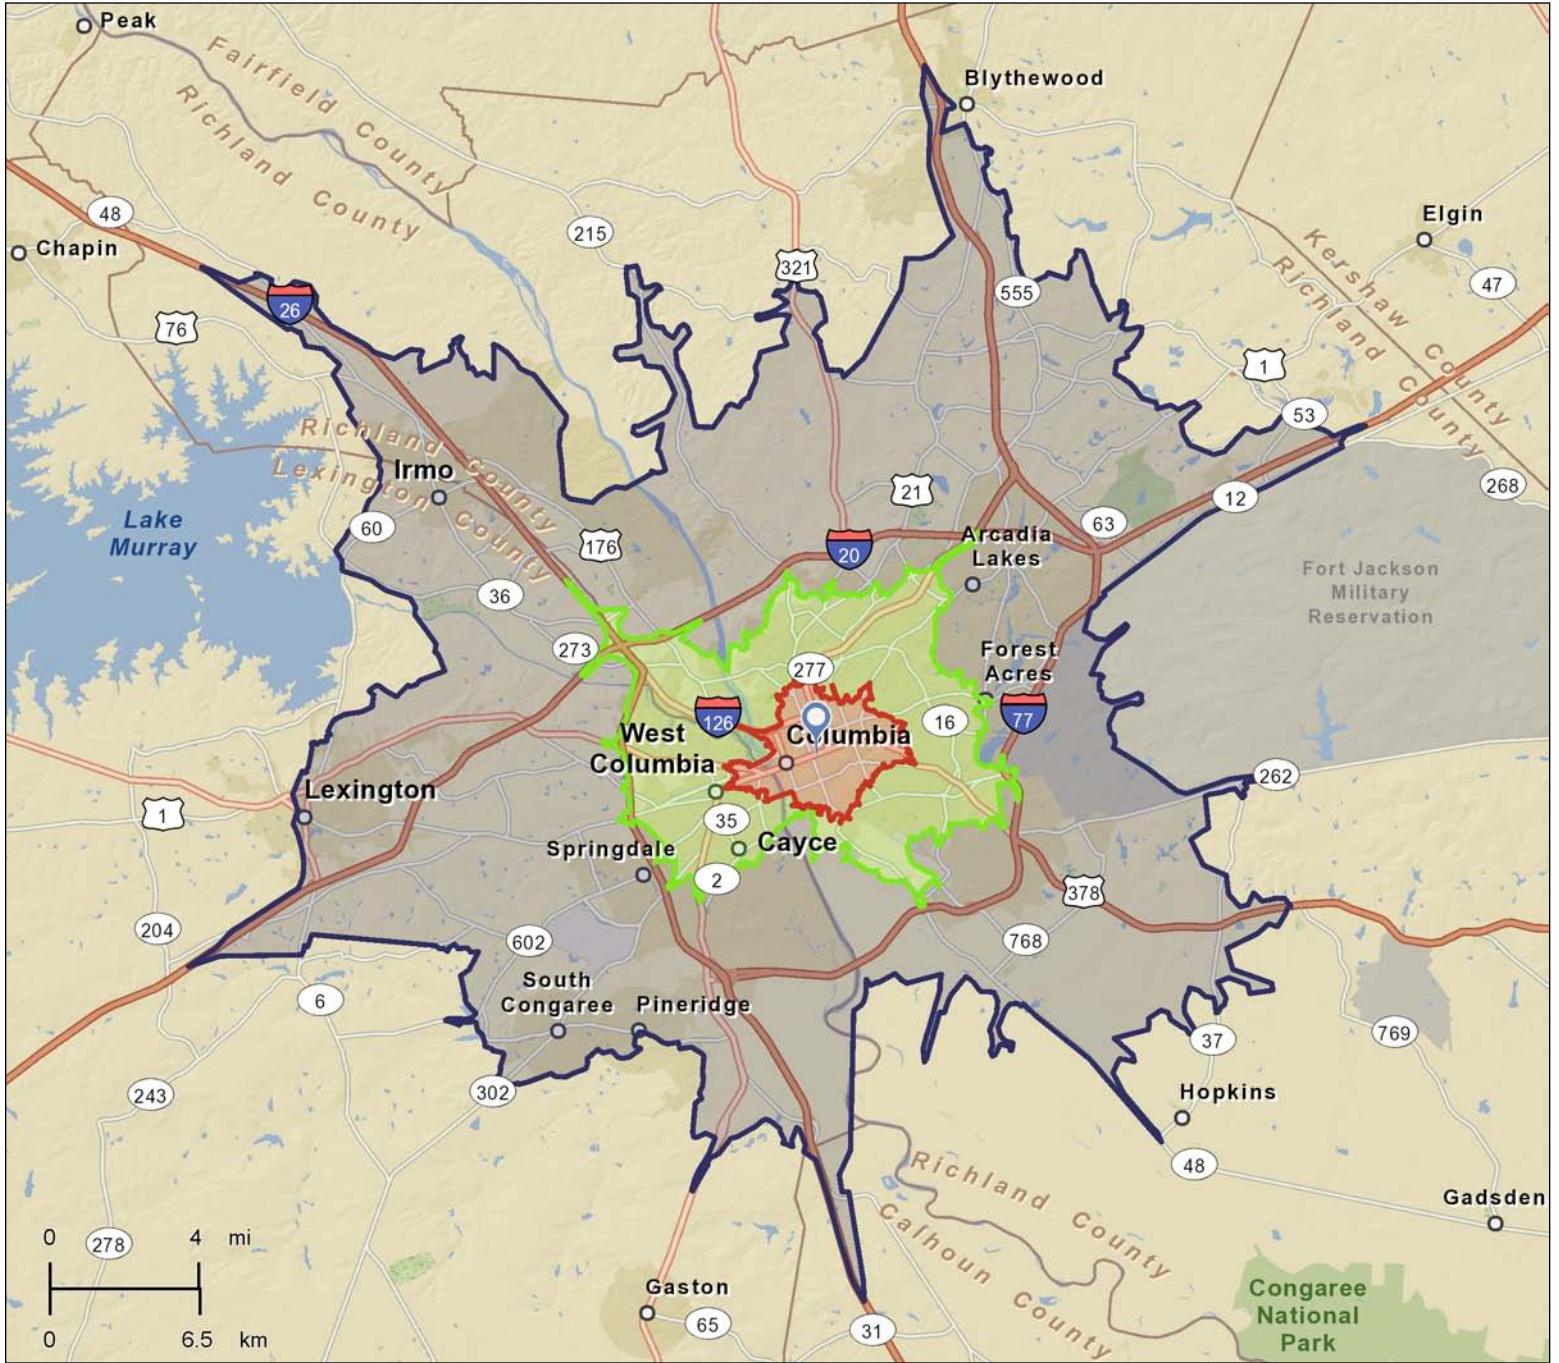 Peak
Fairfield County
Richland County
Blythewood
48
Chapin
215
321
Elgin
Kershaw County
Richland County
47
26
555
76
1
53
Richland County
Lexington County
Irmo
21
12
268
Lake
Murray
60
176
20
63
Arcadia
Lakes
Fort Jackson
Military
Reservation
36
273
277
Forest
Acres
126
16
77
West
Columbia
Columbia
262
Lexington
1
35
Springdale
Cayce
2
378
204
602
768
South
Congaree
Pineridge
6
37
769
243
302
Hopkins
48
Richland County
Calhoun County
Gadsden
0 4 mi
278
0 6.5 km
Gaston
65
31
Congaree
National
Park